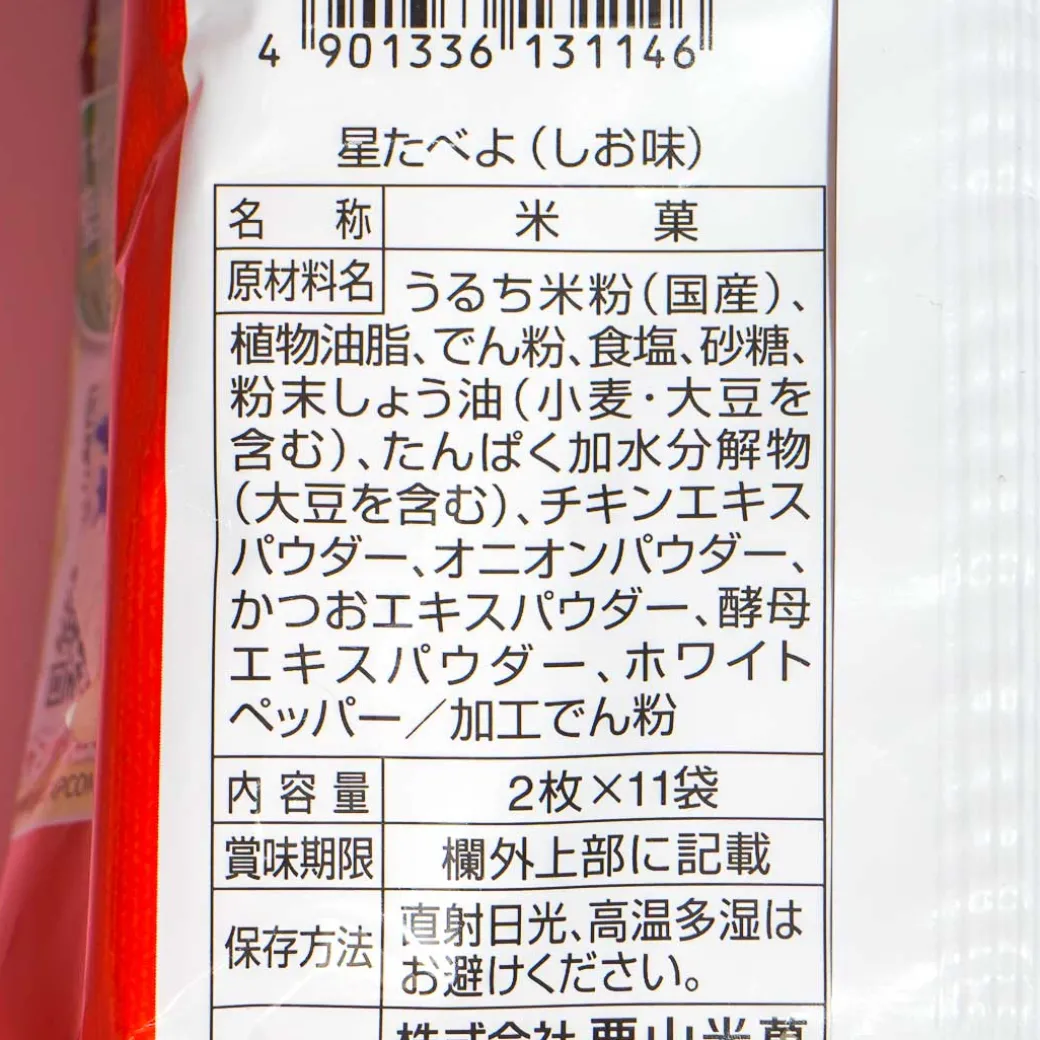 4 901336 131146
星たべよ（しお味）
名称 米菓
原材料名 うるち米粉（国産）、
植物油脂、でん粉、食塩、砂糖、
粉末しょう油（小麦・大豆を
含む）、たんぱく加水分解物
（大豆を含む）、チキンエキス
パウダー、オニオンパウダー、
かつおエキスパウダー、酵母
エキスパウダー、ホワイト
ペッパー／加工でん粉
内容量 2枚×11袋
賞味期限 欄外上部に記載
保存方法 直射日光、高温多湿は
お避けください。
株式会社 栗山米菓